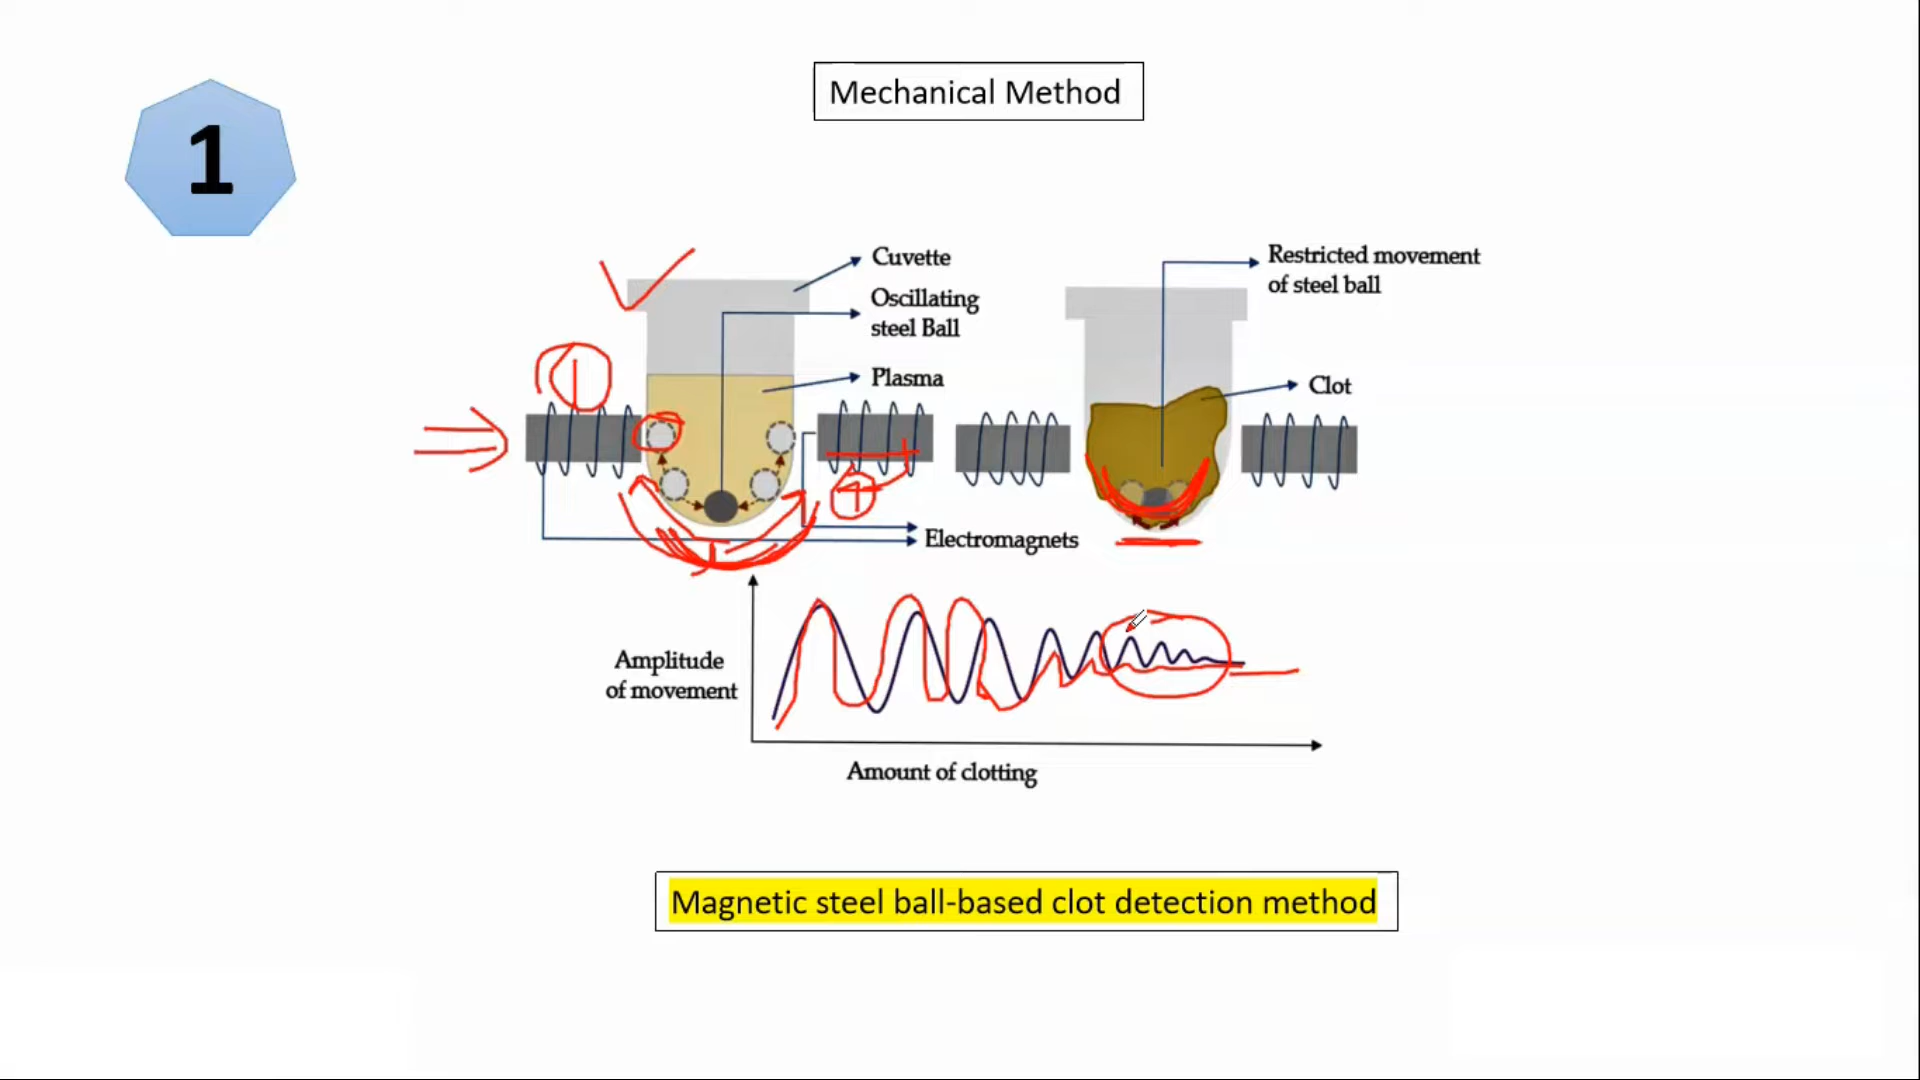 Mechanical Method
1
Cuvette
Oscillating
steel Ball
Plasma
Restricted movement
of steel ball
Clot
1
Electromagnets
Amplitude
of movement
Amount of clotting
Magnetic steel ball-based clot detection method